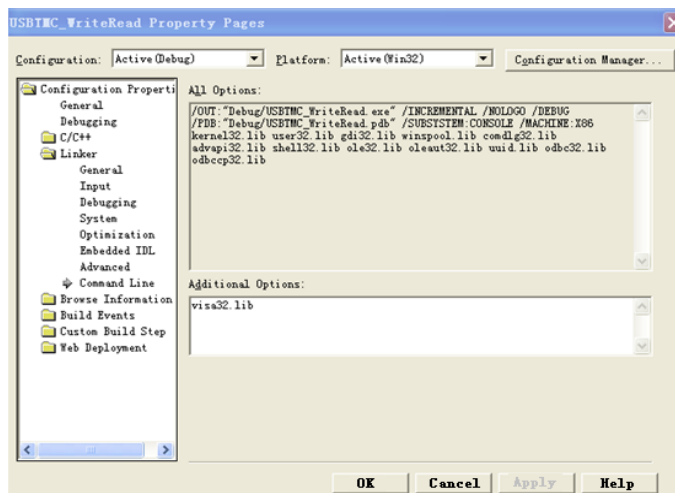 USBTMC_WriteRead Property Pages
Configuration: Active(Debug) Platform: Active(Win32) Configuration Manager...
Configuration Properti
General
Debugging
C/C++
Linker
General
Input
Debugging
System
Optimization
Embedded IDL
Advanced
Command Line
Browse Information
Build Events
Custom Build Step
Web Deployment
All Options:
/OUT:"Debug/USBTMC_WriteRead.exe" /INCREMENTAL /NOLOGO /DEBUG
/PDB:"Debug/USBTMC_WriteRead.pdb" /SUBSYSTEM:CONSOLE /MACHINE:X86
kernel32.lib user32.lib gdi32.lib winspool.lib comdlg32.lib
advapi32.lib shell32.lib ole32.lib oleaut32.lib uuid.lib odbc32.lib
odbccp32.lib
Additional Options:
visa32.lib
OK Cancel Apply Help